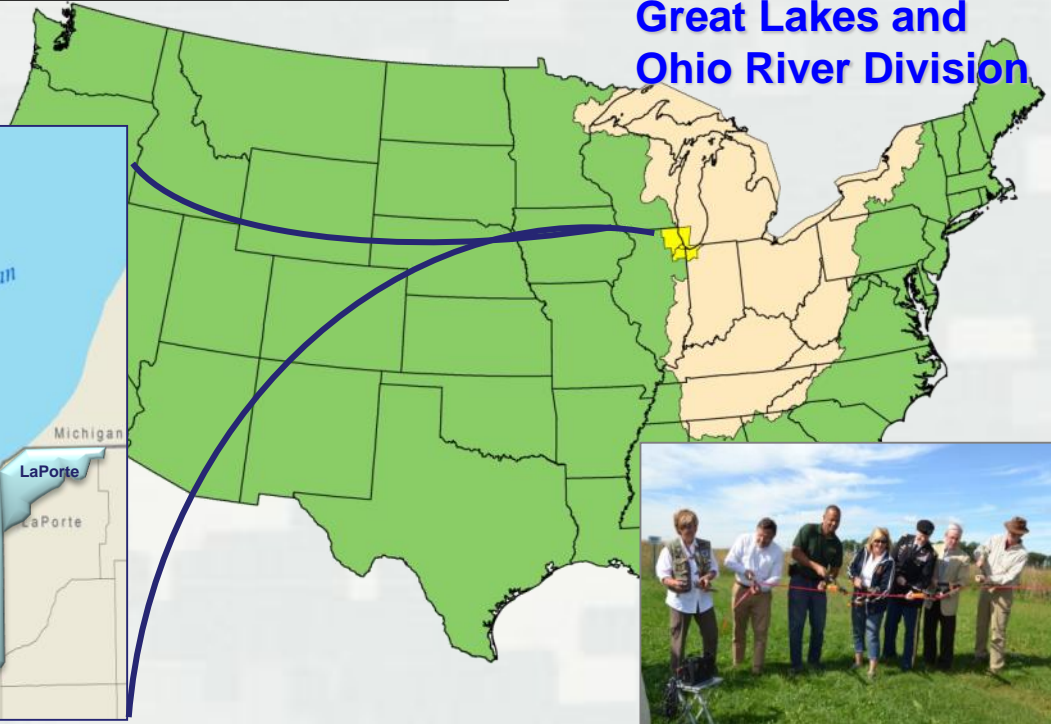 Great Lakes and
Ohio River Division
Michigan
LaPorte
LaPorte